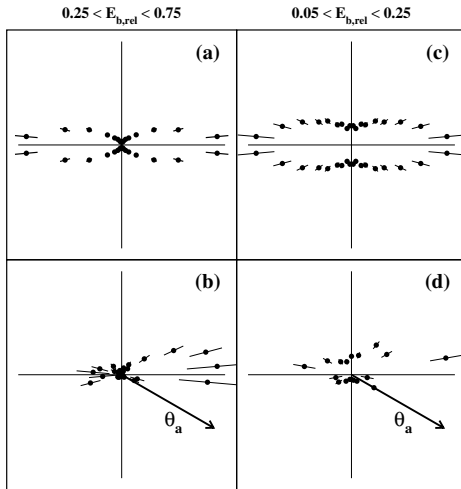 0.25 < E_b,rel < 0.75 0.05 < E_b,rel < 0.25
(a) (c)
(b) (d)
θ_a θ_a